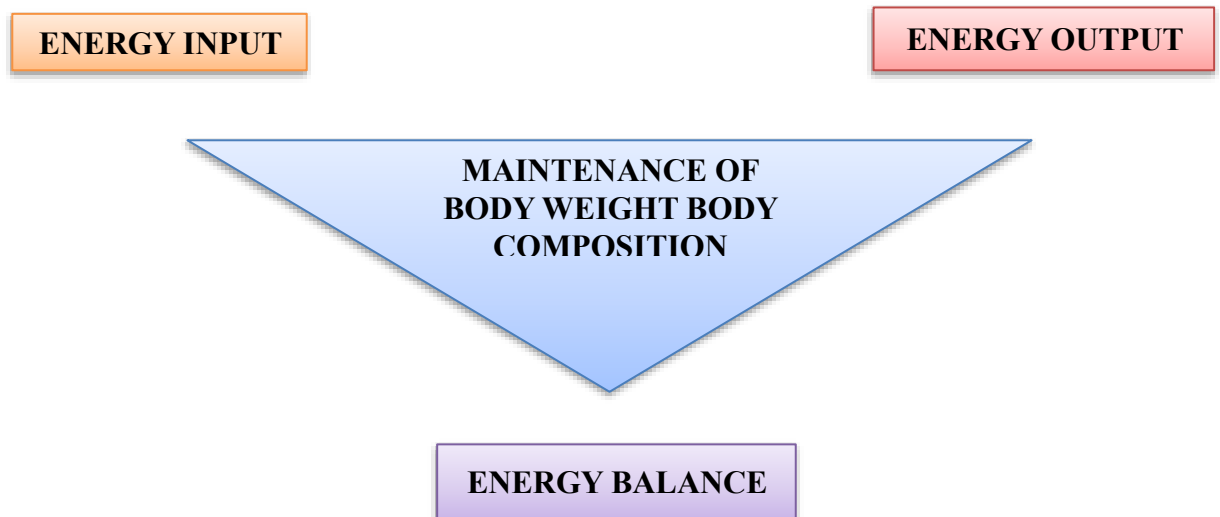 ENERGY INPUT
ENERGY OUTPUT
MAINTENANCE OF
BODY WEIGHT BODY
COMPOSITION
ENERGY BALANCE